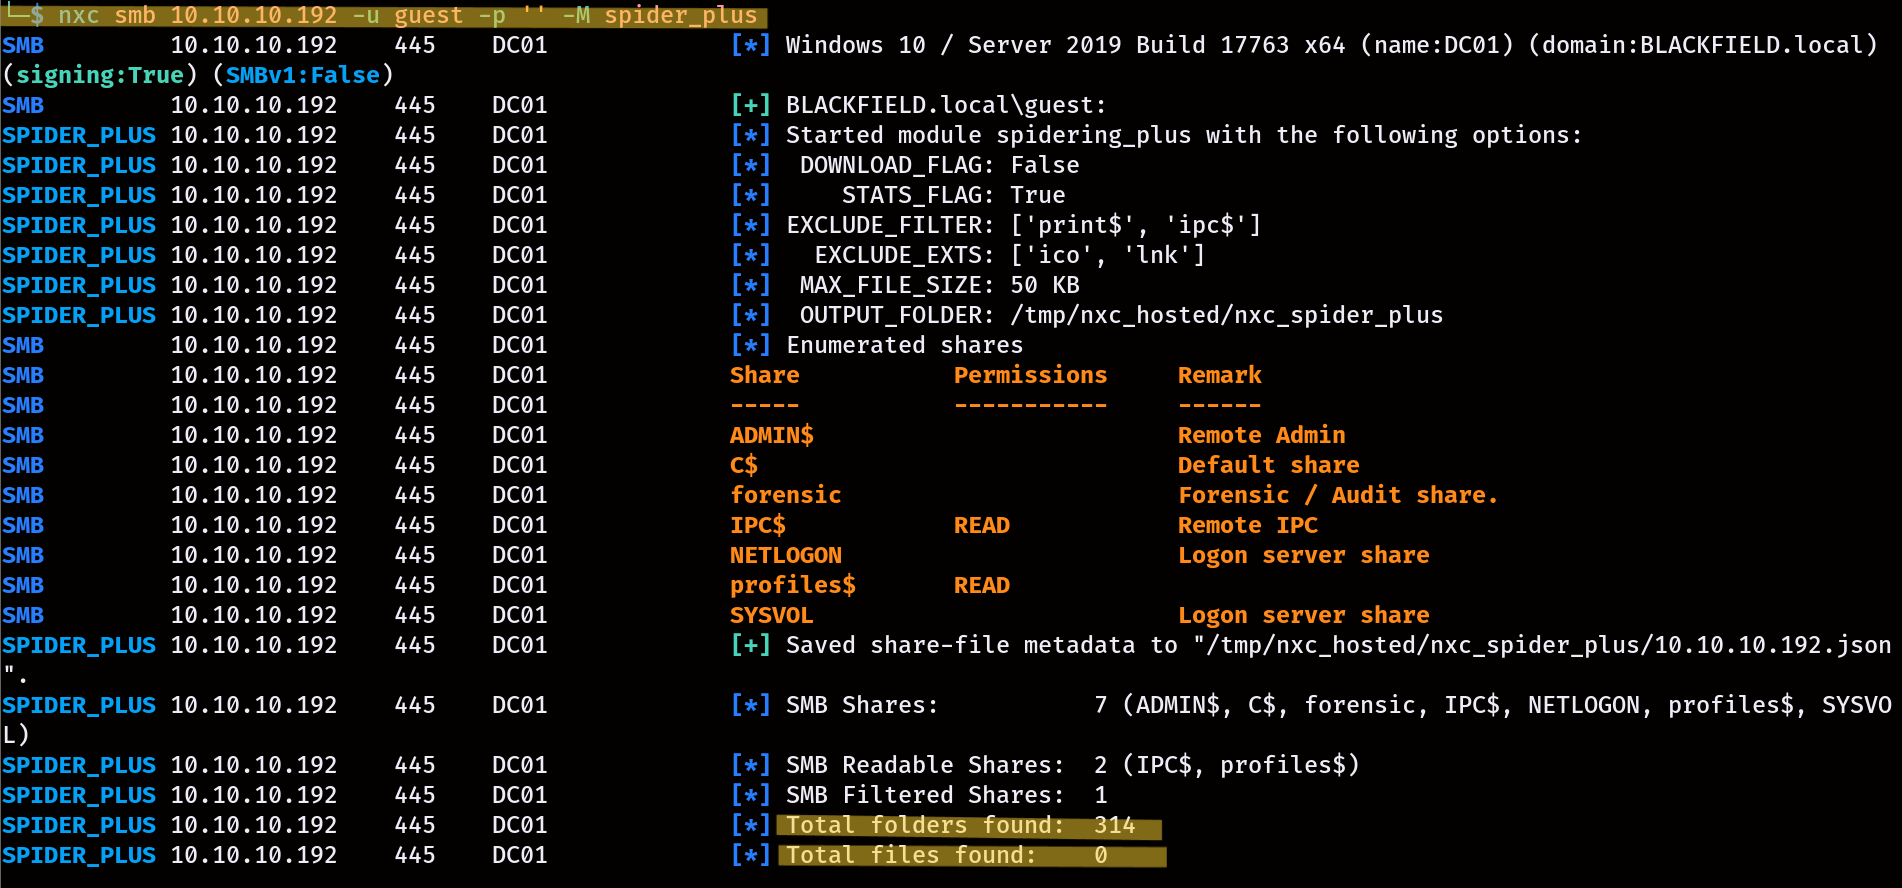 └─$ nxc smb 10.10.10.192 -u guest -p '' -M spider_plus
SMB         10.10.10.192    445    DC01             [*] Windows 10 / Server 2019 Build 17763 x64 (name:DC01) (domain:BLACKFIELD.local)
(signing:True) (SMBv1:False)
SMB         10.10.10.192    445    DC01             [+] BLACKFIELD.local\guest:
SPIDER_PLUS 10.10.10.192    445    DC01             [*] Started module spidering_plus with the following options:
SPIDER_PLUS 10.10.10.192    445    DC01             [*]  DOWNLOAD_FLAG: False
SPIDER_PLUS 10.10.10.192    445    DC01             [*]     STATS_FLAG: True
SPIDER_PLUS 10.10.10.192    445    DC01             [*] EXCLUDE_FILTER: ['print$', 'ipc$']
SPIDER_PLUS 10.10.10.192    445    DC01             [*]   EXCLUDE_EXTS: ['ico', 'lnk']
SPIDER_PLUS 10.10.10.192    445    DC01             [*]  MAX_FILE_SIZE: 50 KB
SPIDER_PLUS 10.10.10.192    445    DC01             [*]  OUTPUT_FOLDER: /tmp/nxc_hosted/nxc_spider_plus
SMB         10.10.10.192    445    DC01             [*] Enumerated shares
SMB         10.10.10.192    445    DC01             Share           Permissions     Remark
SMB         10.10.10.192    445    DC01             -----           -----------     ------
SMB         10.10.10.192    445    DC01             ADMIN$                          Remote Admin
SMB         10.10.10.192    445    DC01             C$                              Default share
SMB         10.10.10.192    445    DC01             forensic                        Forensic / Audit share.
SMB         10.10.10.192    445    DC01             IPC$            READ            Remote IPC
SMB         10.10.10.192    445    DC01             NETLOGON                        Logon server share
SMB         10.10.10.192    445    DC01             profiles$       READ
SMB         10.10.10.192    445    DC01             SYSVOL                          Logon server share
SPIDER_PLUS 10.10.10.192    445    DC01             [+] Saved share-file metadata to "/tmp/nxc_hosted/nxc_spider_plus/10.10.10.192.json
".
SPIDER_PLUS 10.10.10.192    445    DC01             [*] SMB Shares:           7 (ADMIN$, C$, forensic, IPC$, NETLOGON, profiles$, SYSVO
L)
SPIDER_PLUS 10.10.10.192    445    DC01             [*] SMB Readable Shares:  2 (IPC$, profiles$)
SPIDER_PLUS 10.10.10.192    445    DC01             [*] SMB Filtered Shares:  1
SPIDER_PLUS 10.10.10.192    445    DC01             [*] Total folders found:  314
SPIDER_PLUS 10.10.10.192    445    DC01             [*] Total files found:    0